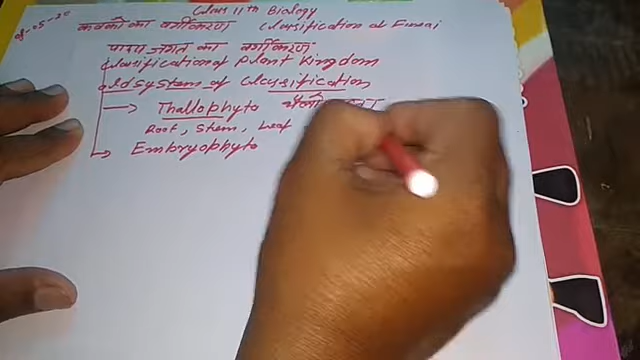 Class 11th Biology
कवको का वर्गीकरण Classification of Fungi
पादप जगत का वर्गीकरण
Classification of Plant Kingdom
old system of Classification
Thallophyta
Root, Stem, Leaf
Embryophyta